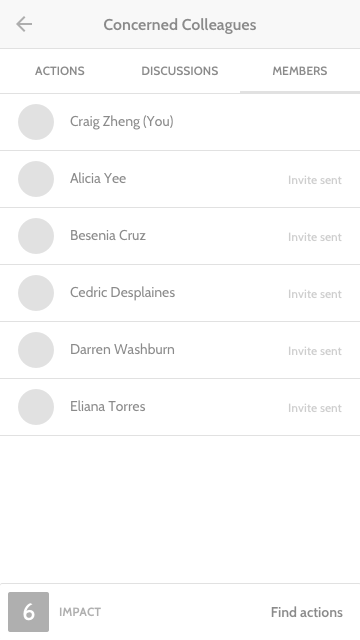 Concerned Colleagues
ACTIONS DISCUSSIONS MEMBERS
Craig Zheng (You)
Alicia Yee Invite sent
Besenia Cruz Invite sent
Cedric Desplaines Invite sent
Darren Washburn Invite sent
Eliana Torres Invite sent
6 IMPACT Find actions